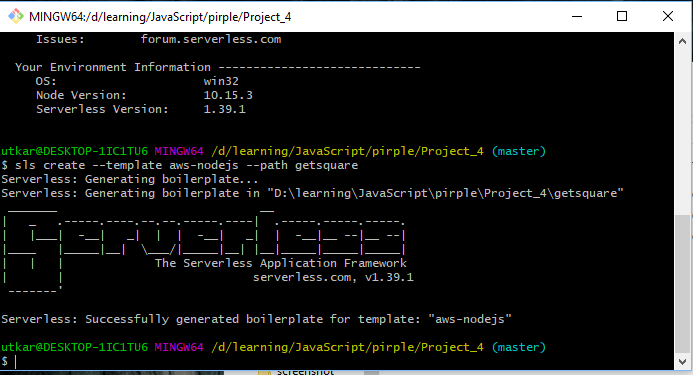 MINGW64:/d/learning/JavaScript/pirple/Project_4
Issues:        forum.serverless.com
Your Environment Information -----------------------------
OS:                     win32
Node Version:           10.15.3
Serverless Version:     1.39.1
utkar@DESKTOP-1IC1TU6 MINGW64 /d/learning/JavaScript/pirple/Project_4 (master)
$ sls create --template aws-nodejs --path getsquare
Serverless: Generating boilerplate...
Serverless: Generating boilerplate in "D:\learning\JavaScript\pirple\Project_4\getsquare"
Serverless
The Serverless Application Framework
serverless.com, v1.39.1
Serverless: Successfully generated boilerplate for template: "aws-nodejs"
utkar@DESKTOP-1IC1TU6 MINGW64 /d/learning/JavaScript/pirple/Project_4 (master)
$
screenshot